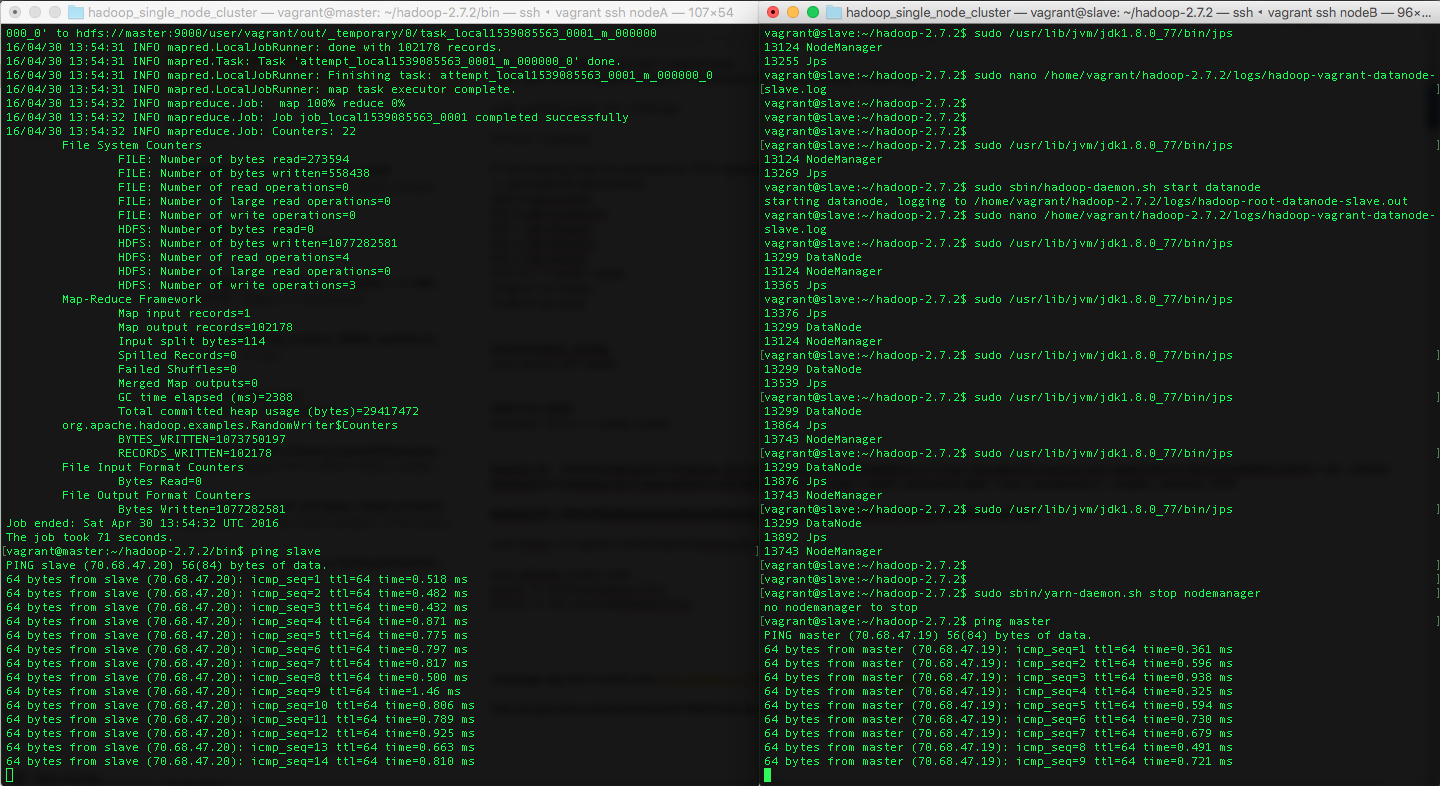 hadoop_single_node_cluster — vagrant@master: ~/hadoop-2.7.2/bin — ssh ◂ vagrant ssh nodeA — 107×54
000_0' to hdfs://master:9000/user/vagrant/out/_temporary/0/task_local1539085563_0001_m_000000
16/04/30 13:54:31 INFO mapred.LocalJobRunner: done with 102178 records.
16/04/30 13:54:31 INFO mapred.Task: Task 'attempt_local1539085563_0001_m_000000_0' done.
16/04/30 13:54:31 INFO mapred.LocalJobRunner: Finishing task: attempt_local1539085563_0001_m_000000_0
16/04/30 13:54:31 INFO mapred.LocalJobRunner: map task executor complete.
16/04/30 13:54:32 INFO mapreduce.Job:  map 100% reduce 0%
16/04/30 13:54:32 INFO mapreduce.Job: Job job_local1539085563_0001 completed successfully
16/04/30 13:54:32 INFO mapreduce.Job: Counters: 22
File System Counters
FILE: Number of bytes read=273594
FILE: Number of bytes written=558438
FILE: Number of read operations=0
FILE: Number of large read operations=0
FILE: Number of write operations=0
HDFS: Number of bytes read=0
HDFS: Number of bytes written=1077282581
HDFS: Number of read operations=4
HDFS: Number of large read operations=0
HDFS: Number of write operations=3
Map-Reduce Framework
Map input records=1
Map output records=102178
Input split bytes=114
Spilled Records=0
Failed Shuffles=0
Merged Map outputs=0
GC time elapsed (ms)=2388
Total committed heap usage (bytes)=29417472
org.apache.hadoop.examples.RandomWriter$Counters
BYTES_WRITTEN=1073750197
RECORDS_WRITTEN=102178
File Input Format Counters
Bytes Read=0
File Output Format Counters
Bytes Written=1077282581
Job ended: Sat Apr 30 13:54:32 UTC 2016
The job took 71 seconds.
[vagrant@master:~/hadoop-2.7.2/bin$ ping slave ]
PING slave (70.68.47.20) 56(84) bytes of data.
64 bytes from slave (70.68.47.20): icmp_seq=1 ttl=64 time=0.518 ms
64 bytes from slave (70.68.47.20): icmp_seq=2 ttl=64 time=0.482 ms
64 bytes from slave (70.68.47.20): icmp_seq=3 ttl=64 time=0.432 ms
64 bytes from slave (70.68.47.20): icmp_seq=4 ttl=64 time=0.871 ms
64 bytes from slave (70.68.47.20): icmp_seq=5 ttl=64 time=0.775 ms
64 bytes from slave (70.68.47.20): icmp_seq=6 ttl=64 time=0.797 ms
64 bytes from slave (70.68.47.20): icmp_seq=7 ttl=64 time=0.817 ms
64 bytes from slave (70.68.47.20): icmp_seq=8 ttl=64 time=0.500 ms
64 bytes from slave (70.68.47.20): icmp_seq=9 ttl=64 time=1.46 ms
64 bytes from slave (70.68.47.20): icmp_seq=10 ttl=64 time=0.806 ms
64 bytes from slave (70.68.47.20): icmp_seq=11 ttl=64 time=0.789 ms
64 bytes from slave (70.68.47.20): icmp_seq=12 ttl=64 time=0.925 ms
64 bytes from slave (70.68.47.20): icmp_seq=13 ttl=64 time=0.663 ms
64 bytes from slave (70.68.47.20): icmp_seq=14 ttl=64 time=0.810 ms
hadoop_single_node_cluster — vagrant@slave: ~/hadoop-2.7.2 — ssh ◂ vagrant ssh nodeB — 96×...
vagrant@slave:~/hadoop-2.7.2$ sudo /usr/lib/jvm/jdk1.8.0_77/bin/jps
13124 NodeManager
13255 Jps
vagrant@slave:~/hadoop-2.7.2$ sudo nano /home/vagrant/hadoop-2.7.2/logs/hadoop-vagrant-datanode-
[slave.log ]
vagrant@slave:~/hadoop-2.7.2$
vagrant@slave:~/hadoop-2.7.2$
vagrant@slave:~/hadoop-2.7.2$
[vagrant@slave:~/hadoop-2.7.2$ sudo /usr/lib/jvm/jdk1.8.0_77/bin/jps ]
13124 NodeManager
13269 Jps
vagrant@slave:~/hadoop-2.7.2$ sudo sbin/hadoop-daemon.sh start datanode
starting datanode, logging to /home/vagrant/hadoop-2.7.2/logs/hadoop-root-datanode-slave.out
vagrant@slave:~/hadoop-2.7.2$ sudo nano /home/vagrant/hadoop-2.7.2/logs/hadoop-vagrant-datanode-
slave.log
vagrant@slave:~/hadoop-2.7.2$ sudo /usr/lib/jvm/jdk1.8.0_77/bin/jps
13299 DataNode
13124 NodeManager
13365 Jps
vagrant@slave:~/hadoop-2.7.2$ sudo /usr/lib/jvm/jdk1.8.0_77/bin/jps
13376 Jps
13299 DataNode
13124 NodeManager
[vagrant@slave:~/hadoop-2.7.2$ sudo /usr/lib/jvm/jdk1.8.0_77/bin/jps ]
13299 DataNode
13539 Jps
[vagrant@slave:~/hadoop-2.7.2$ sudo /usr/lib/jvm/jdk1.8.0_77/bin/jps ]
13299 DataNode
13864 Jps
13743 NodeManager
[vagrant@slave:~/hadoop-2.7.2$ sudo /usr/lib/jvm/jdk1.8.0_77/bin/jps ]
13299 DataNode
13876 Jps
13743 NodeManager
[vagrant@slave:~/hadoop-2.7.2$ sudo /usr/lib/jvm/jdk1.8.0_77/bin/jps ]
13299 DataNode
13892 Jps
13743 NodeManager
[vagrant@slave:~/hadoop-2.7.2$ ]
[vagrant@slave:~/hadoop-2.7.2$ ]
[vagrant@slave:~/hadoop-2.7.2$ sudo sbin/yarn-daemon.sh stop nodemanager ]
no nodemanager to stop
[vagrant@slave:~/hadoop-2.7.2$ ping master ]
PING master (70.68.47.19) 56(84) bytes of data.
64 bytes from master (70.68.47.19): icmp_seq=1 ttl=64 time=0.361 ms
64 bytes from master (70.68.47.19): icmp_seq=2 ttl=64 time=0.596 ms
64 bytes from master (70.68.47.19): icmp_seq=3 ttl=64 time=0.938 ms
64 bytes from master (70.68.47.19): icmp_seq=4 ttl=64 time=0.325 ms
64 bytes from master (70.68.47.19): icmp_seq=5 ttl=64 time=0.594 ms
64 bytes from master (70.68.47.19): icmp_seq=6 ttl=64 time=0.730 ms
64 bytes from master (70.68.47.19): icmp_seq=7 ttl=64 time=0.679 ms
64 bytes from master (70.68.47.19): icmp_seq=8 ttl=64 time=0.491 ms
64 bytes from master (70.68.47.19): icmp_seq=9 ttl=64 time=0.721 ms